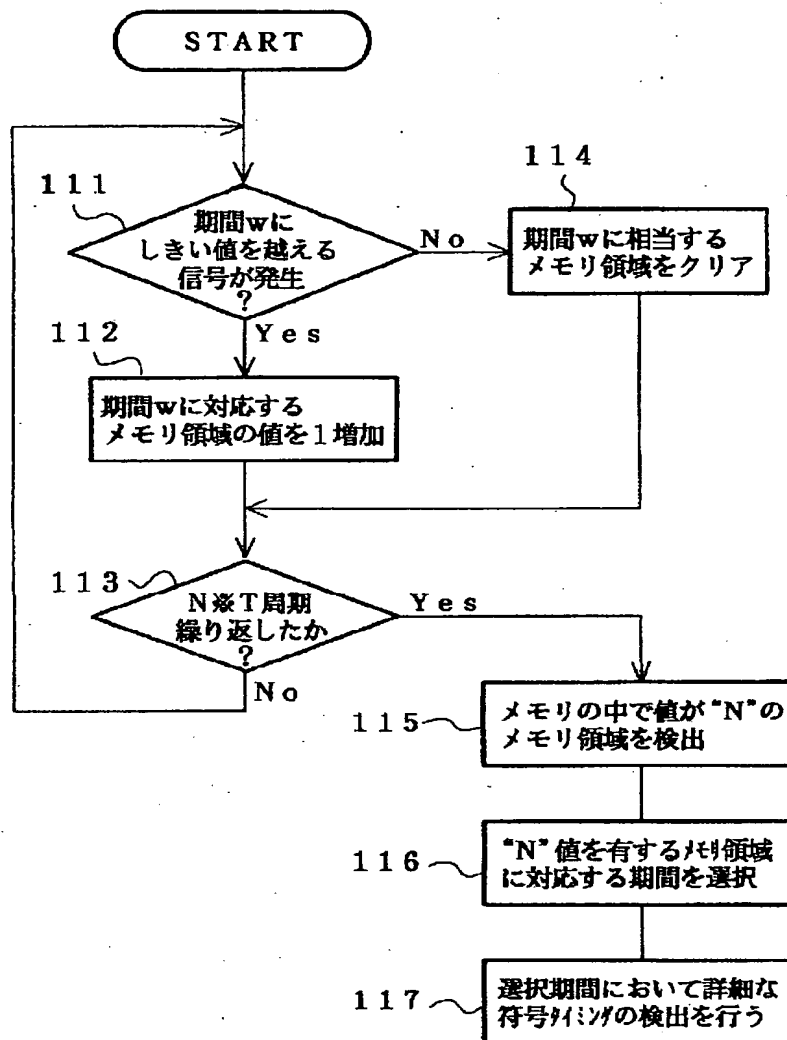 START
111
期間wに
しきい値を越える
信号が発生
?
No
114
期間wに相当する
メモリ領域をクリア
Yes
112
期間wに対応する
メモリ領域の値を1増加
113
N※T周期
繰り返したか
?
Yes
No
115
メモリの中で値が“N”の
メモリ領域を検出
116
“N”値を有するメモリ領域
に対応する期間を選択
117
選択期間において詳細な
符号タイミングの検出を行う